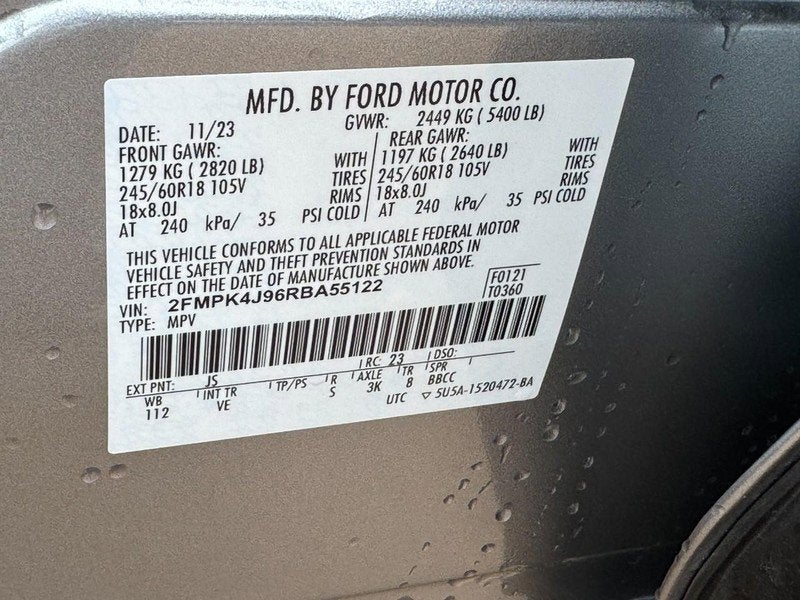 MFD. BY FORD MOTOR CO.
DATE: 11/23 GVWR: 2449 KG ( 5400 LB)
FRONT GAWR: REAR GAWR:
1279 KG ( 2820 LB) WITH 1197 KG ( 2640 LB) WITH
245/60R18 105V TIRES 245/60R18 105V TIRES
18x8.0J RIMS 18x8.0J RIMS
AT 240 kPa/ 35 PSI COLD AT 240 kPa/ 35 PSI COLD
THIS VEHICLE CONFORMS TO ALL APPLICABLE FEDERAL MOTOR
VEHICLE SAFETY AND THEFT PREVENTION STANDARDS IN
EFFECT ON THE DATE OF MANUFACTURE SHOWN ABOVE.
VIN: 2FMPK4J96RBA55122 F0121
TYPE: MPV T0360
EXT PNT: JS RC: 23 DSO:
WB INT TR TP/PS R AXLE TR SPR
112 VE S 3K 8 BBCC
UTC ▽ 5U5A-1520472-BA